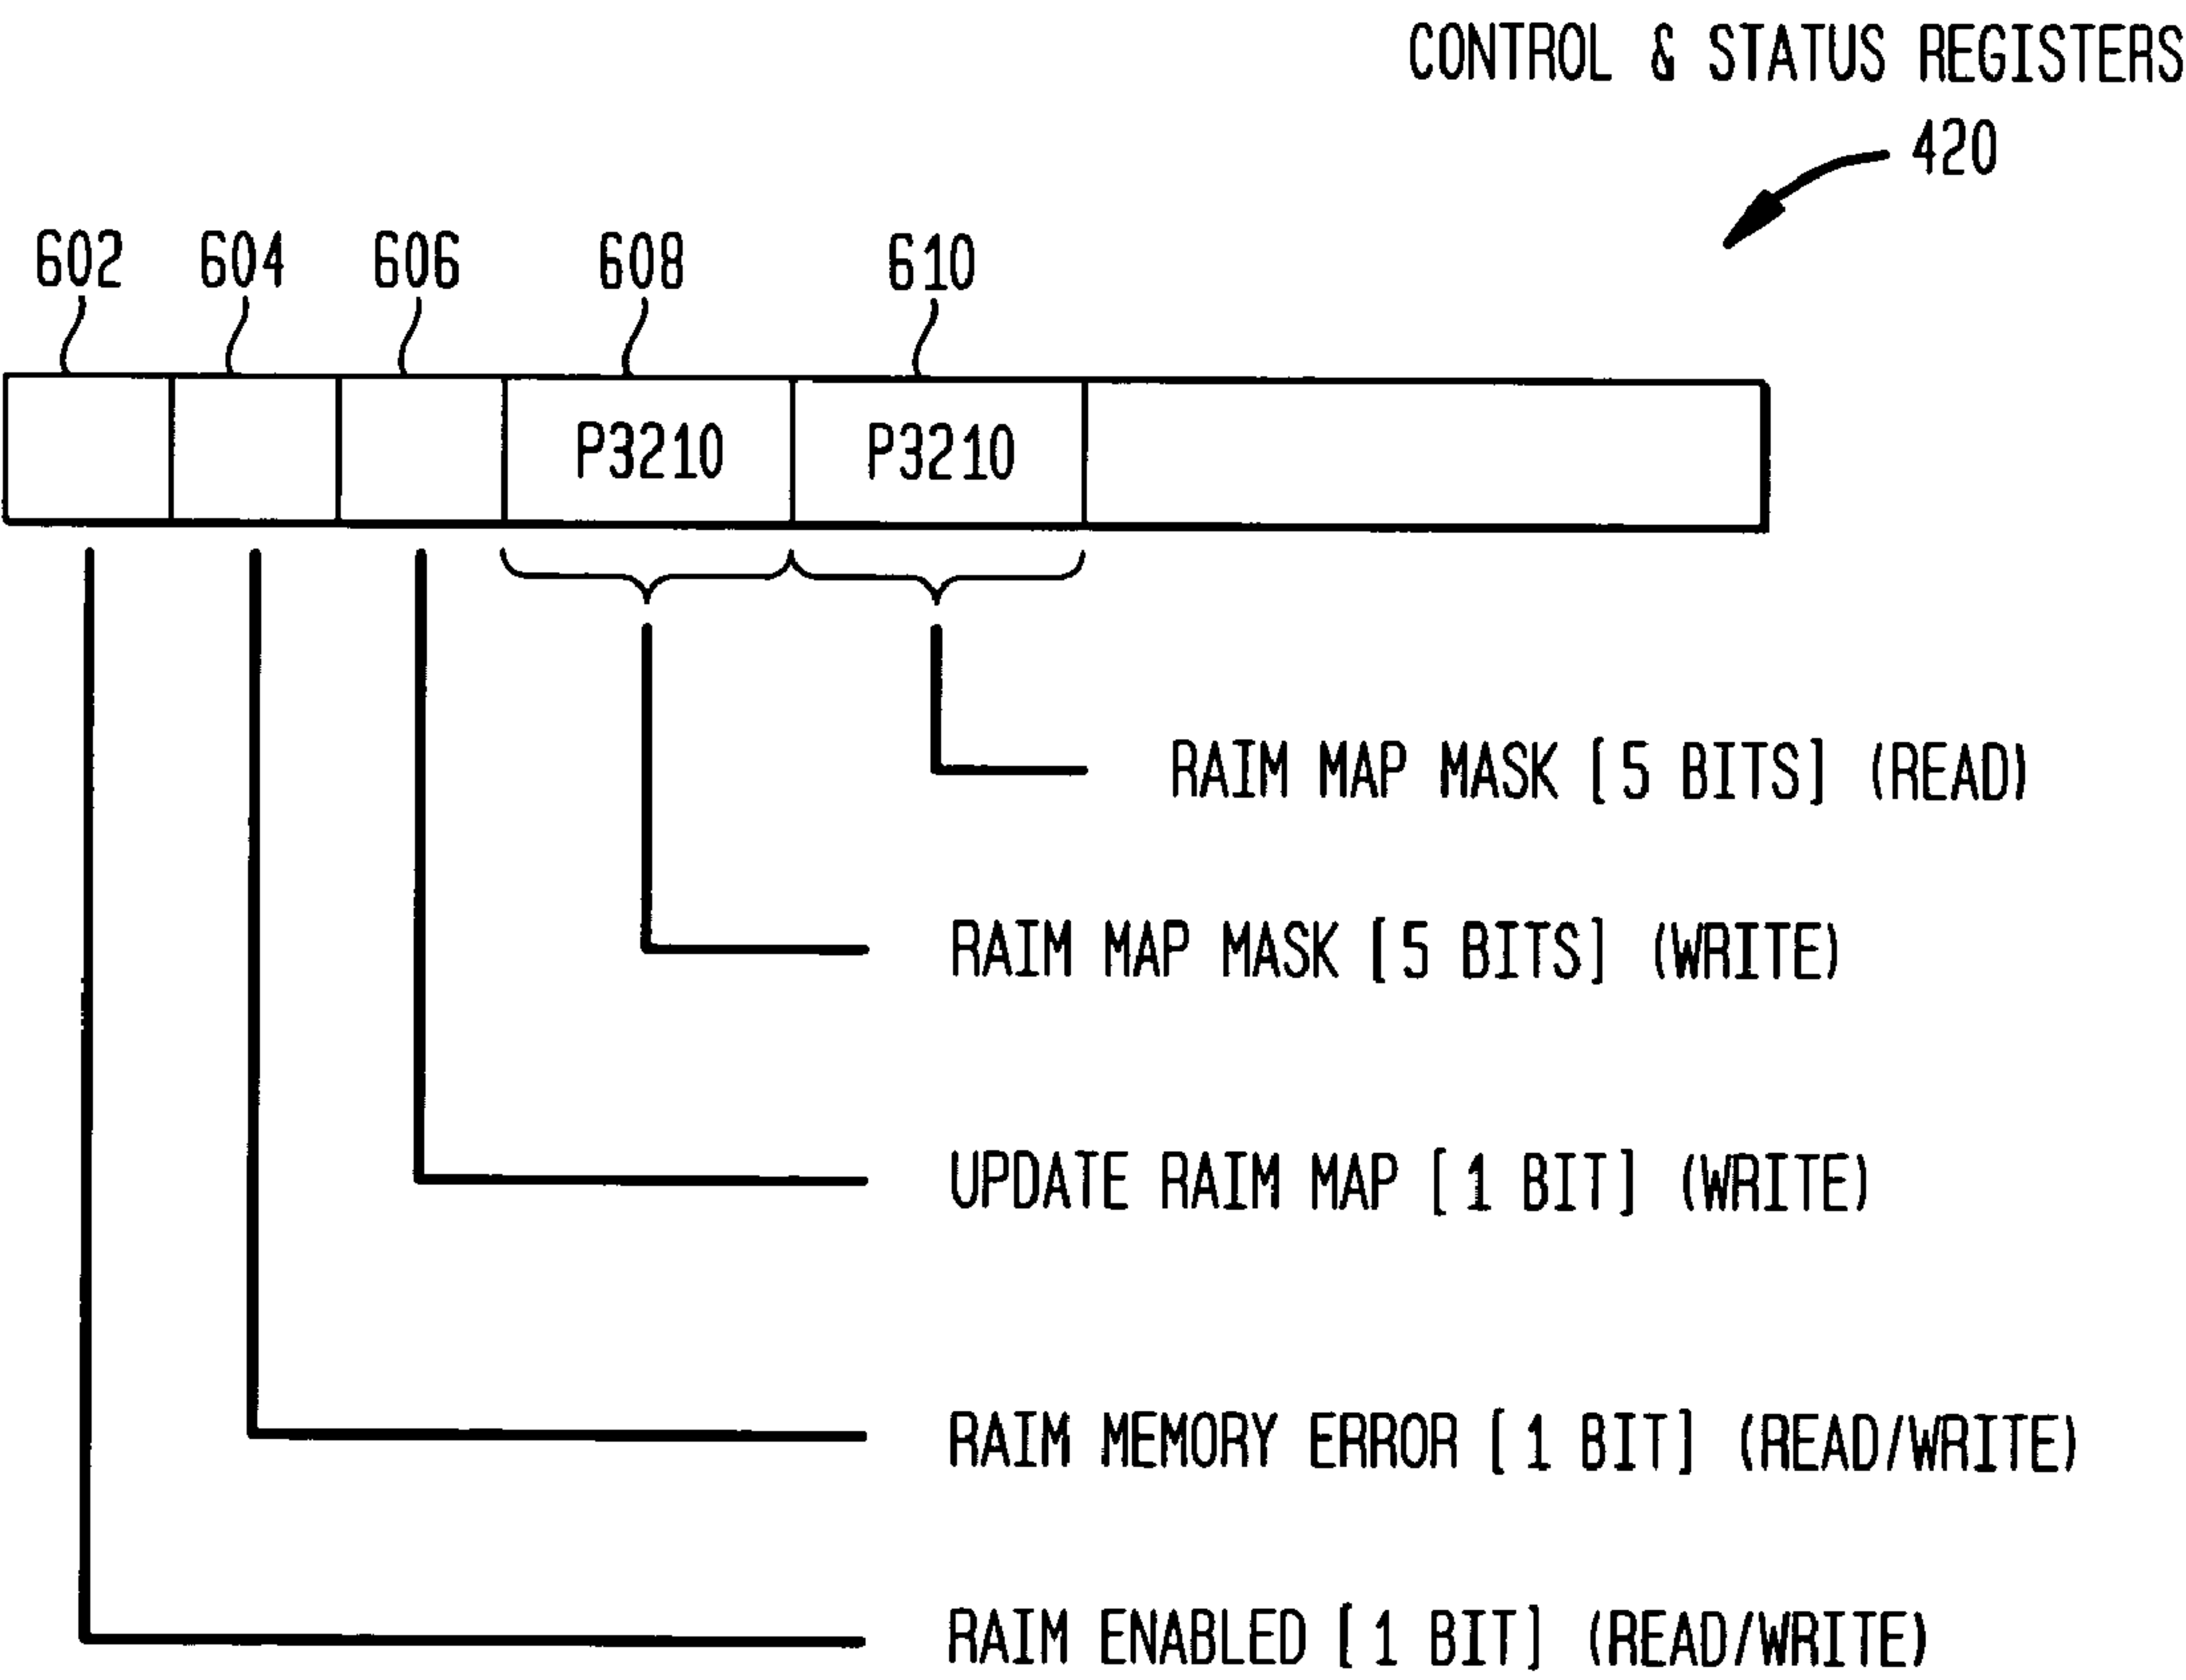 CONTROL & STATUS REGISTERS
420
602 604 606 608 610
P3210 P3210
RAIM MAP MASK [5 BITS] (READ)
RAIM MAP MASK [5 BITS] (WRITE)
UPDATE RAIM MAP [1 BIT] (WRITE)
RAIM MEMORY ERROR [1 BIT] (READ/WRITE)
RAIM ENABLED [1 BIT] (READ/WRITE)